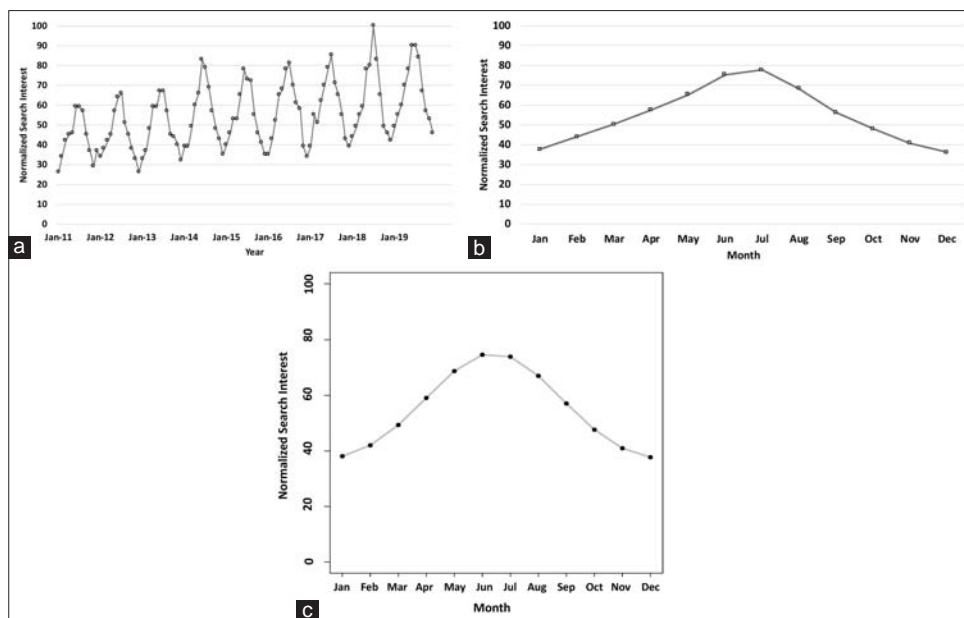 100
90
80
70
60
50
40
30
20
10
0
Normalized Search Interest
Jan-11 Jan-12 Jan-13 Jan-14 Jan-15 Jan-16 Jan-17 Jan-18 Jan-19
Year
a
100
90
80
70
60
50
40
30
20
10
0
Normalized Search Interest
Jan Feb Mar Apr May Jun Jul Aug Sep Oct Nov Dec
Month
b
100
80
60
40
20
0
Normalized Search Interest
Jan Feb Mar Apr May Jun Jul Aug Sep Oct Nov Dec
Month
c